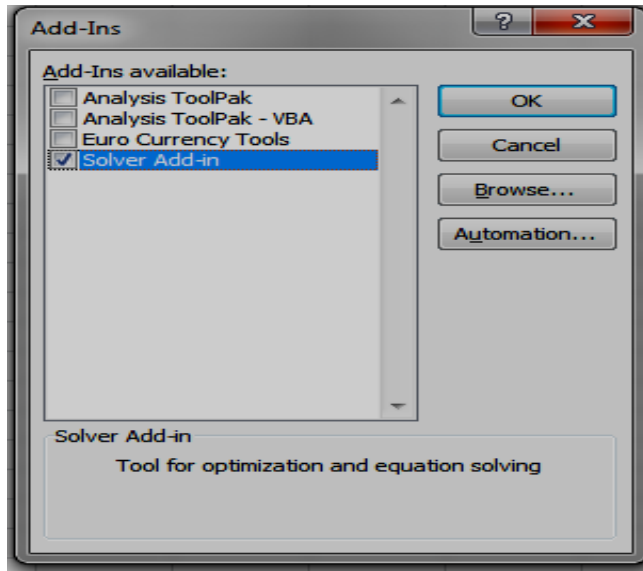 Add-Ins
Add-Ins available:
Analysis ToolPak
Analysis ToolPak - VBA
Euro Currency Tools
Solver Add-in
OK
Cancel
Browse...
Automation...
Solver Add-in
Tool for optimization and equation solving